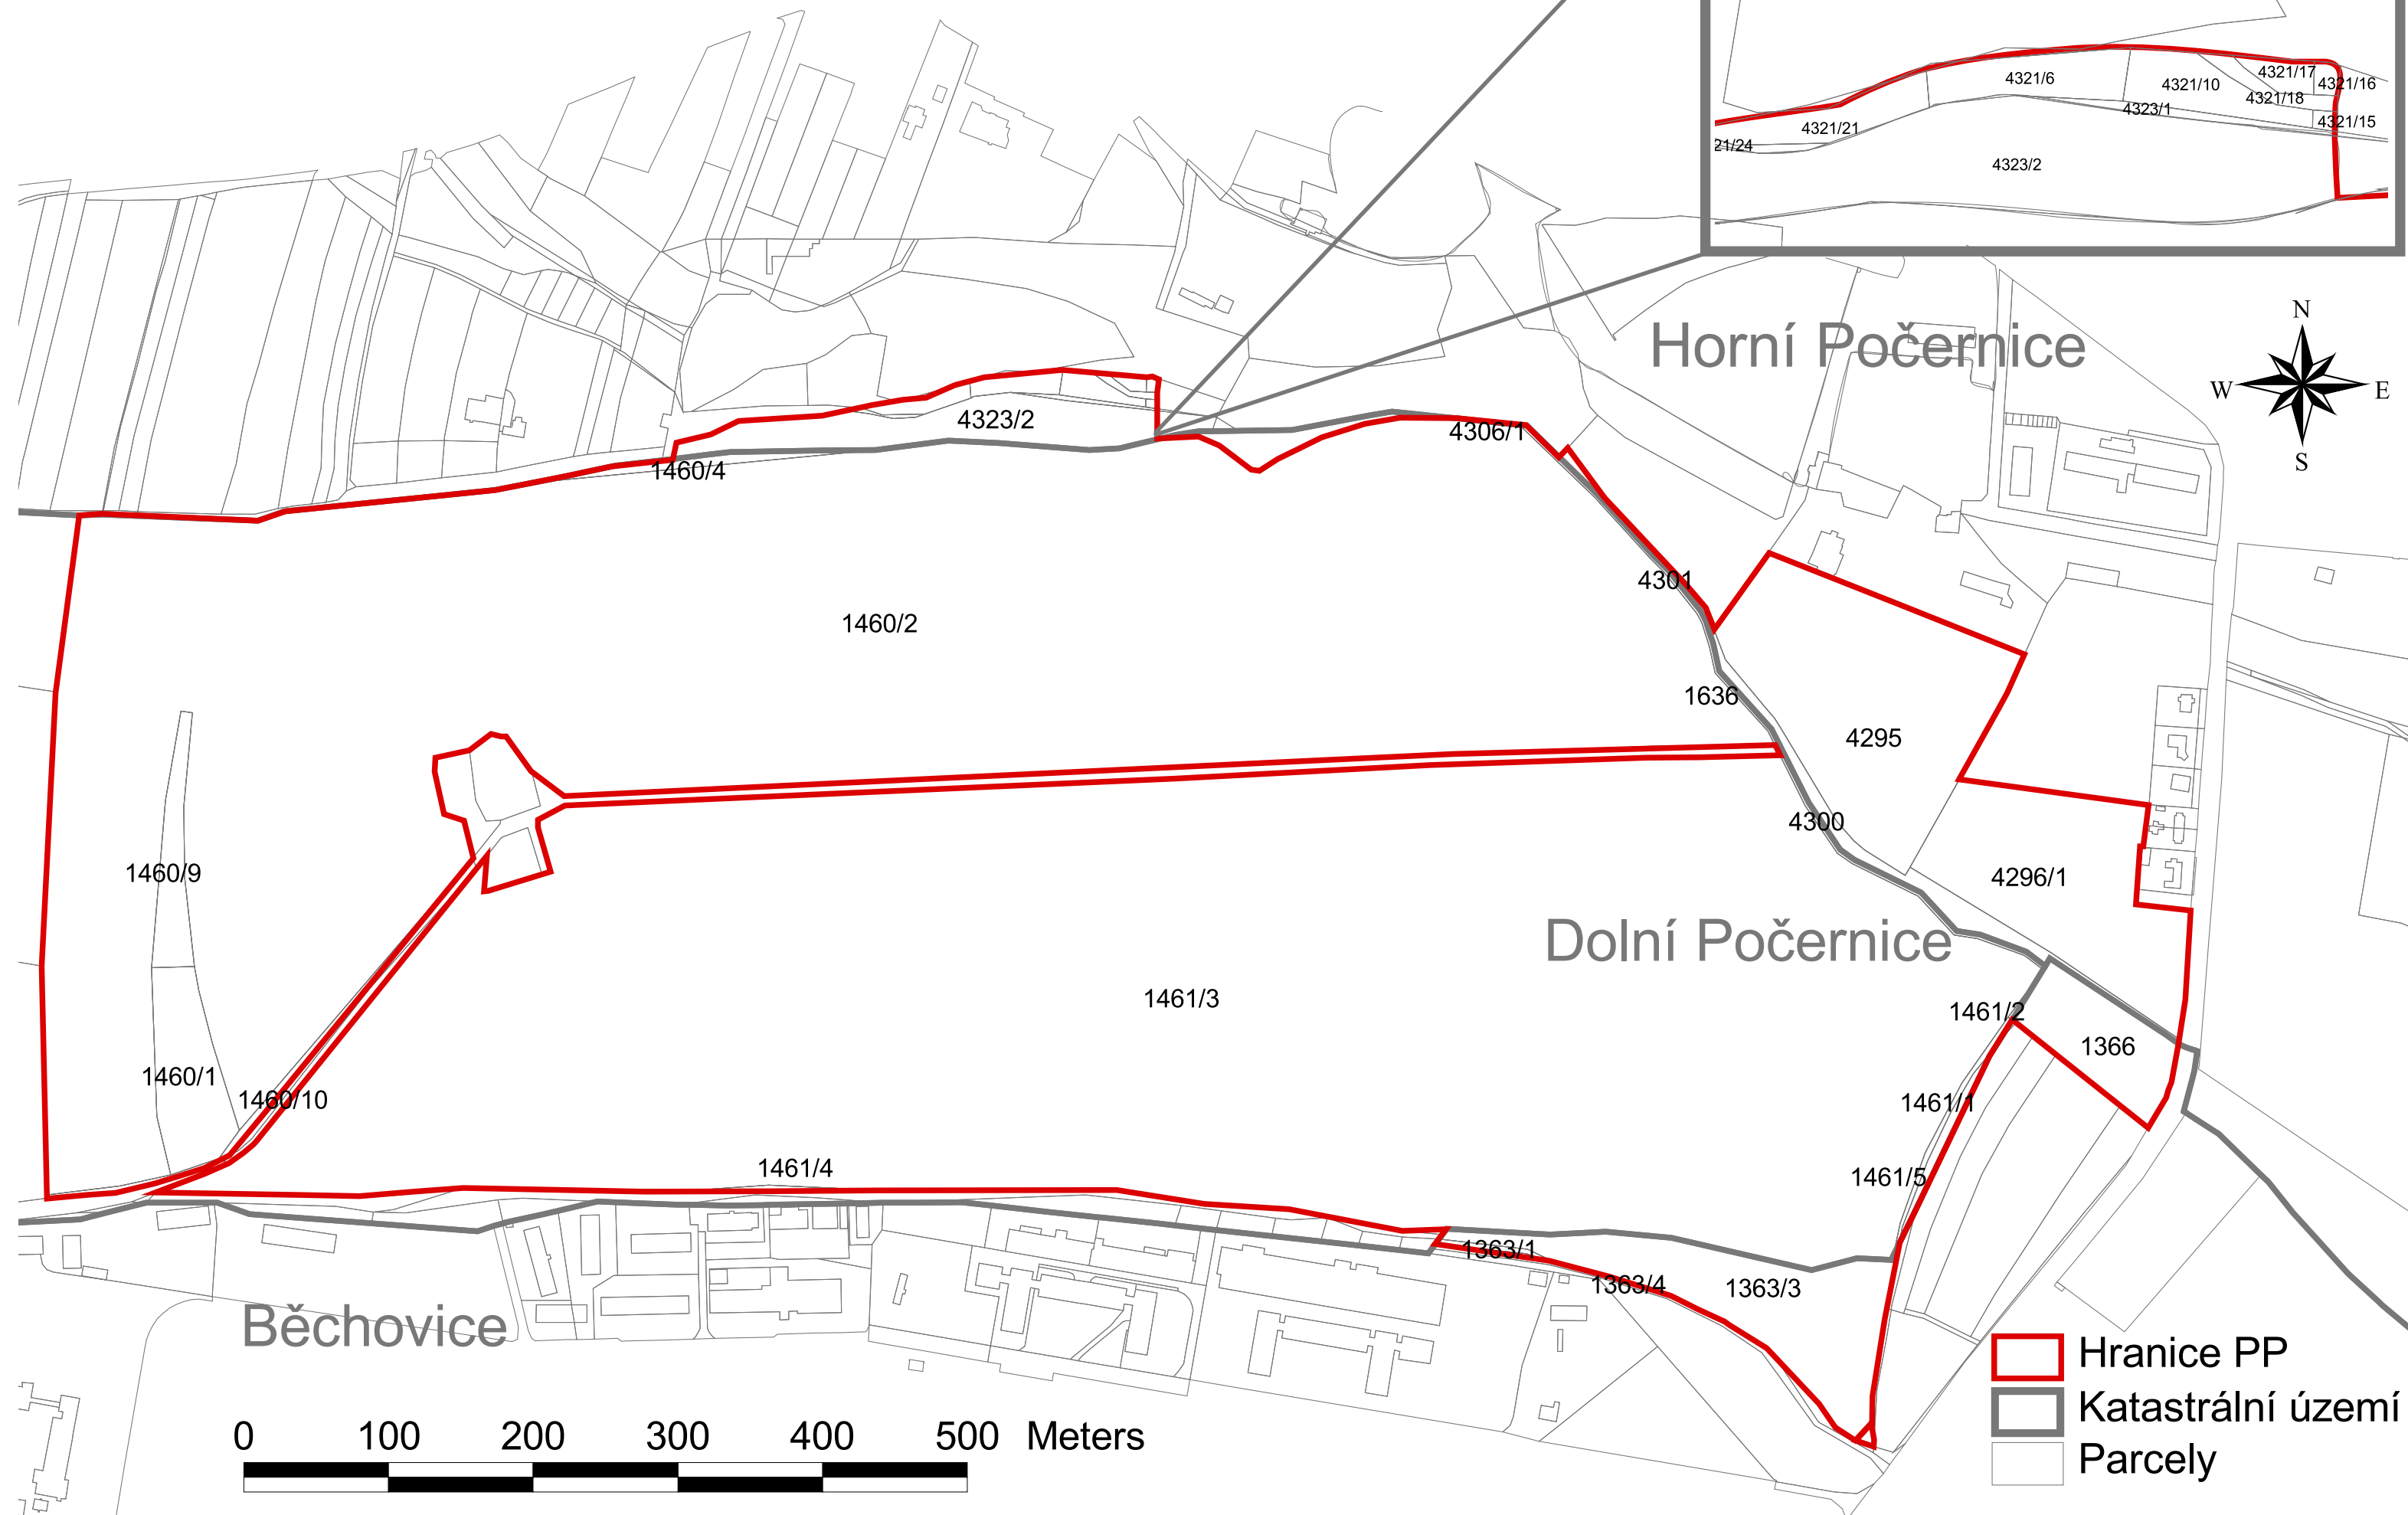 4321/6
4321/17
4321/10
4321/16
4321/18
4323/1
4321/15
4321/21
21/24
4323/2
Horní Počernice
N
W
E
S
4323/2
4306/1
1460/4
4301
1460/2
1636
4295
4300
1460/9
4296/1
Dolní Počernice
1461/3
1461/2
1366
1460/1
1460/10
1461/1
1461/4
1461/5
1363/1
1363/4
1363/3
Běchovice
Hranice PP
Katastrální území
Parcely
0 100 200 300 400 500 Meters